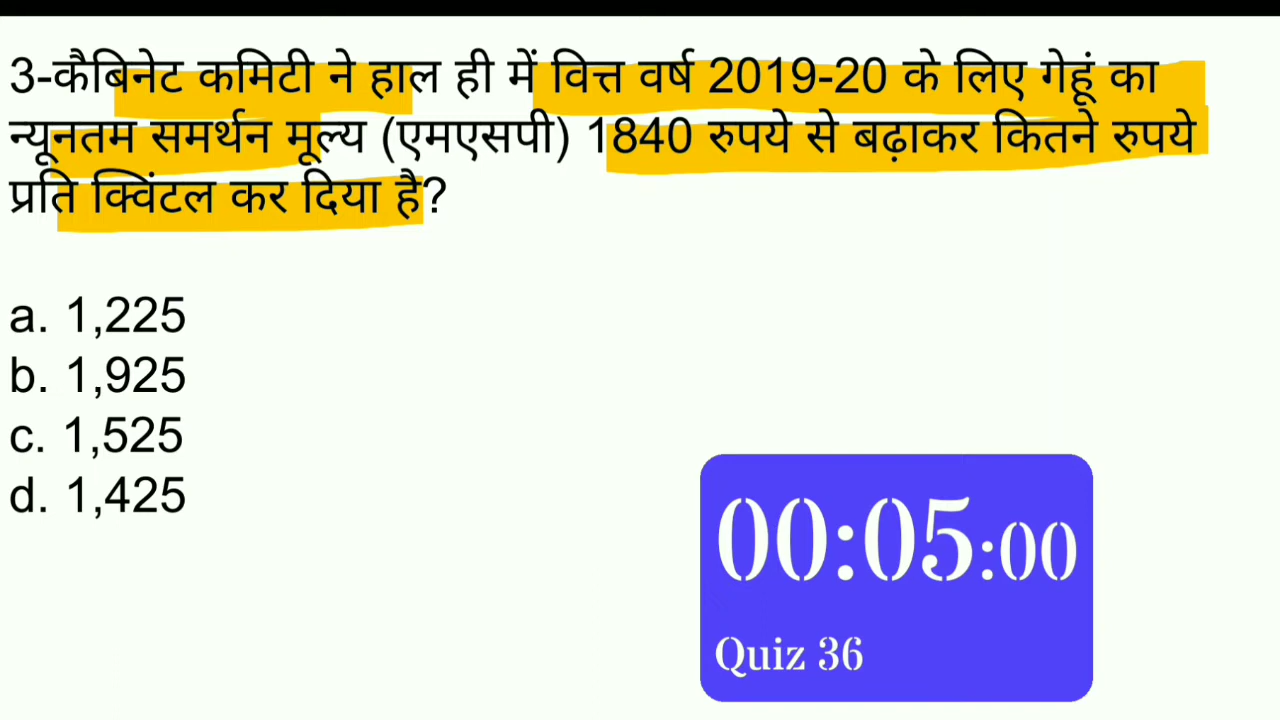 3-कैबिनेट कमिटी ने हाल ही में वित्त वर्ष 2019-20 के लिए गेहूं का
न्यूनतम समर्थन मूल्य (एमएसपी) 1840 रुपये से बढ़ाकर कितने रुपये
प्रति क्विंटल कर दिया है?
a. 1,225
b. 1,925
c. 1,525
d. 1,425
00:05:00
Quiz 36